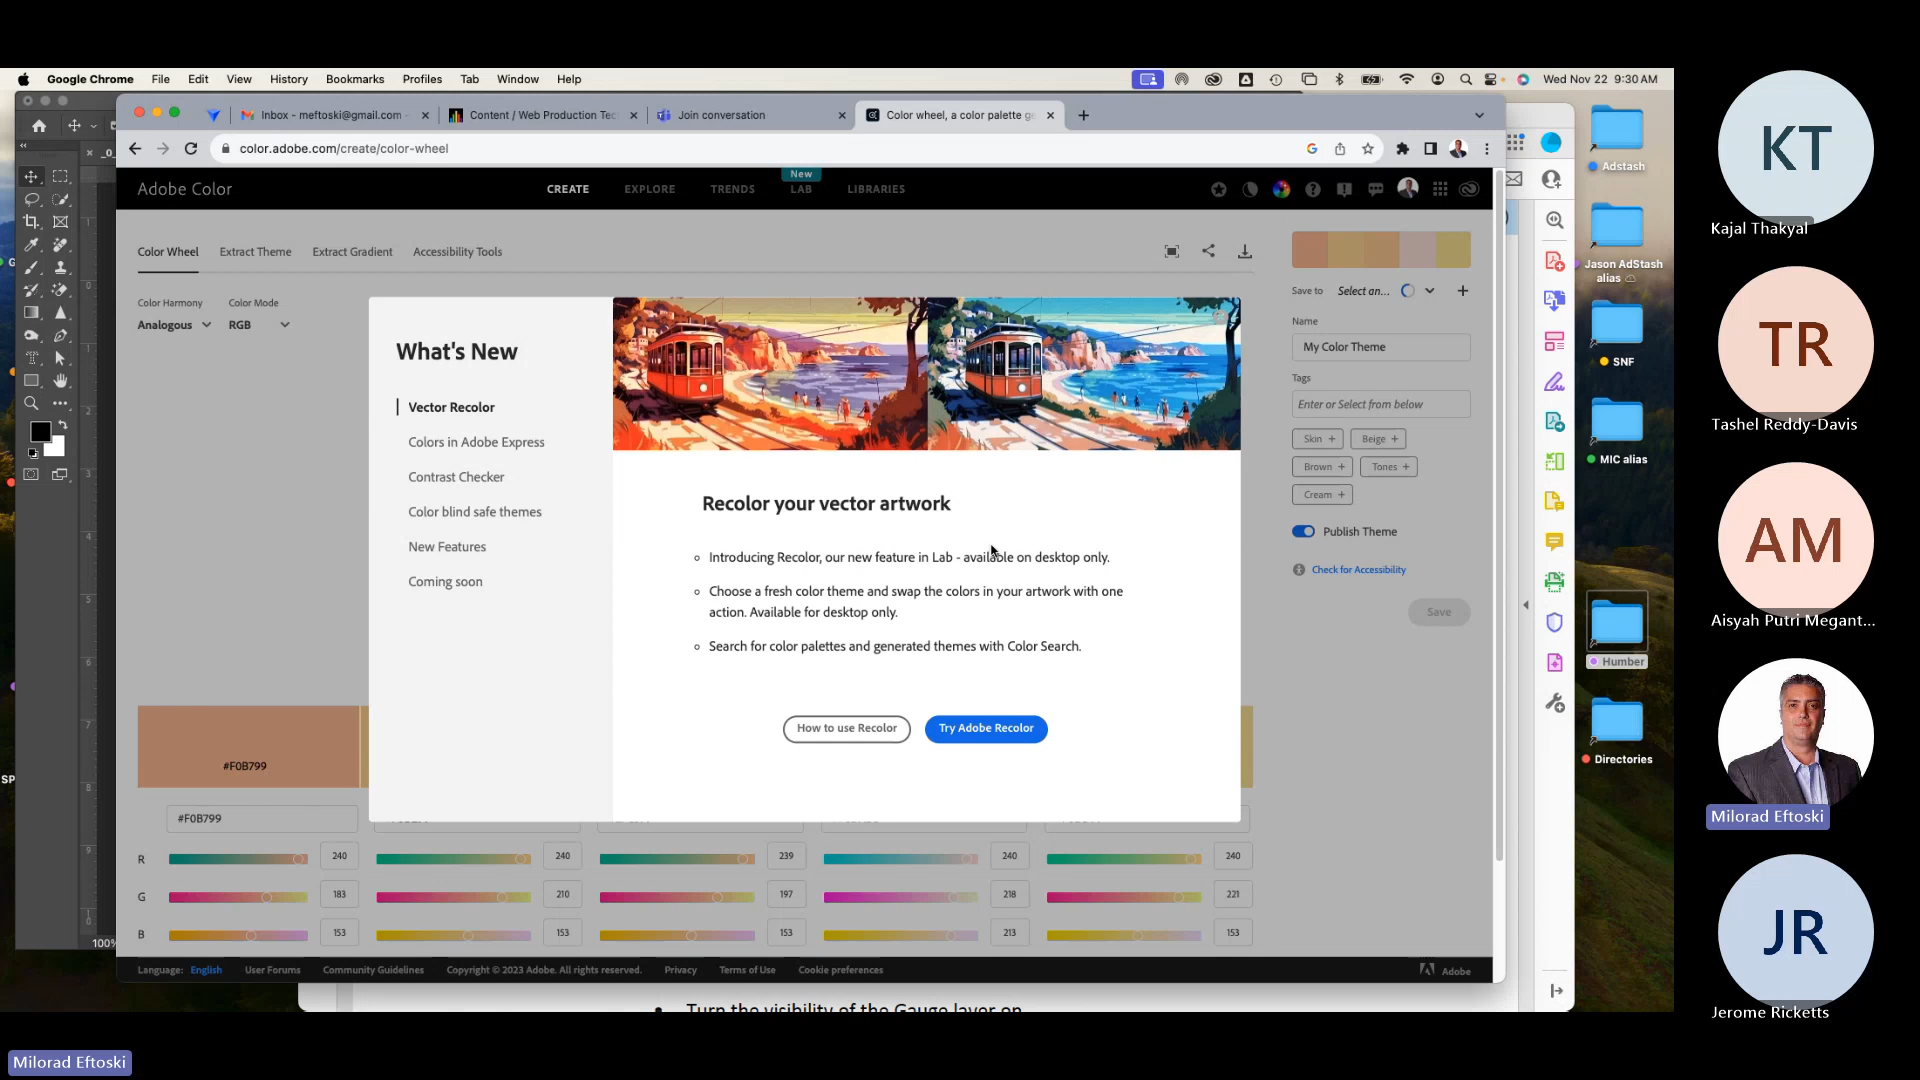 Google Chrome File Edit View History Bookmarks Profiles Tab Window Help
Wed Nov 22 9:30 AM
Inbox - meftoski@gmail.com -
Content / Web Production Tec
Join conversation
Color wheel, a color palette ge
color.adobe.com/create/color-wheel
Adobe Color
CREATE EXPLORE TRENDS LAB LIBRARIES
New
Color Wheel Extract Theme Extract Gradient Accessibility Tools
Color Harmony Color Mode
Analogous RGB
What's New
Vector Recolor
Colors in Adobe Express
Contrast Checker
Color blind safe themes
New Features
Coming soon
Recolor your vector artwork
Introducing Recolor, our new feature in Lab - available on desktop only.
Choose a fresh color theme and swap the colors in your artwork with one
action. Available for desktop only.
Search for color palettes and generated themes with Color Search.
How to use Recolor Try Adobe Recolor
Save to Select an...
Name
My Color Theme
Tags
Enter or Select from below
Skin + Beige +
Brown + Tones +
Cream +
Publish Theme
Check for Accessibility
Save
#F0B799
#F0B799
R 240 240 239 240 240
G 183 210 197 218 221
B 153 153 153 213 153
100%
Language: English User Forums Community Guidelines Copyright © 2023 Adobe. All rights reserved. Privacy Terms of Use Cookie preferences Adobe
Turn the visibility of the Gauge layer on
Adstash
Jason AdStash
alias
SNF
MIC alias
Humber
Directories
KT
Kajal Thakyal
TR
Tashel Reddy-Davis
AM
Aisyah Putri Megant...
Milorad Eftoski
JR
Jerome Ricketts
Milorad Eftoski